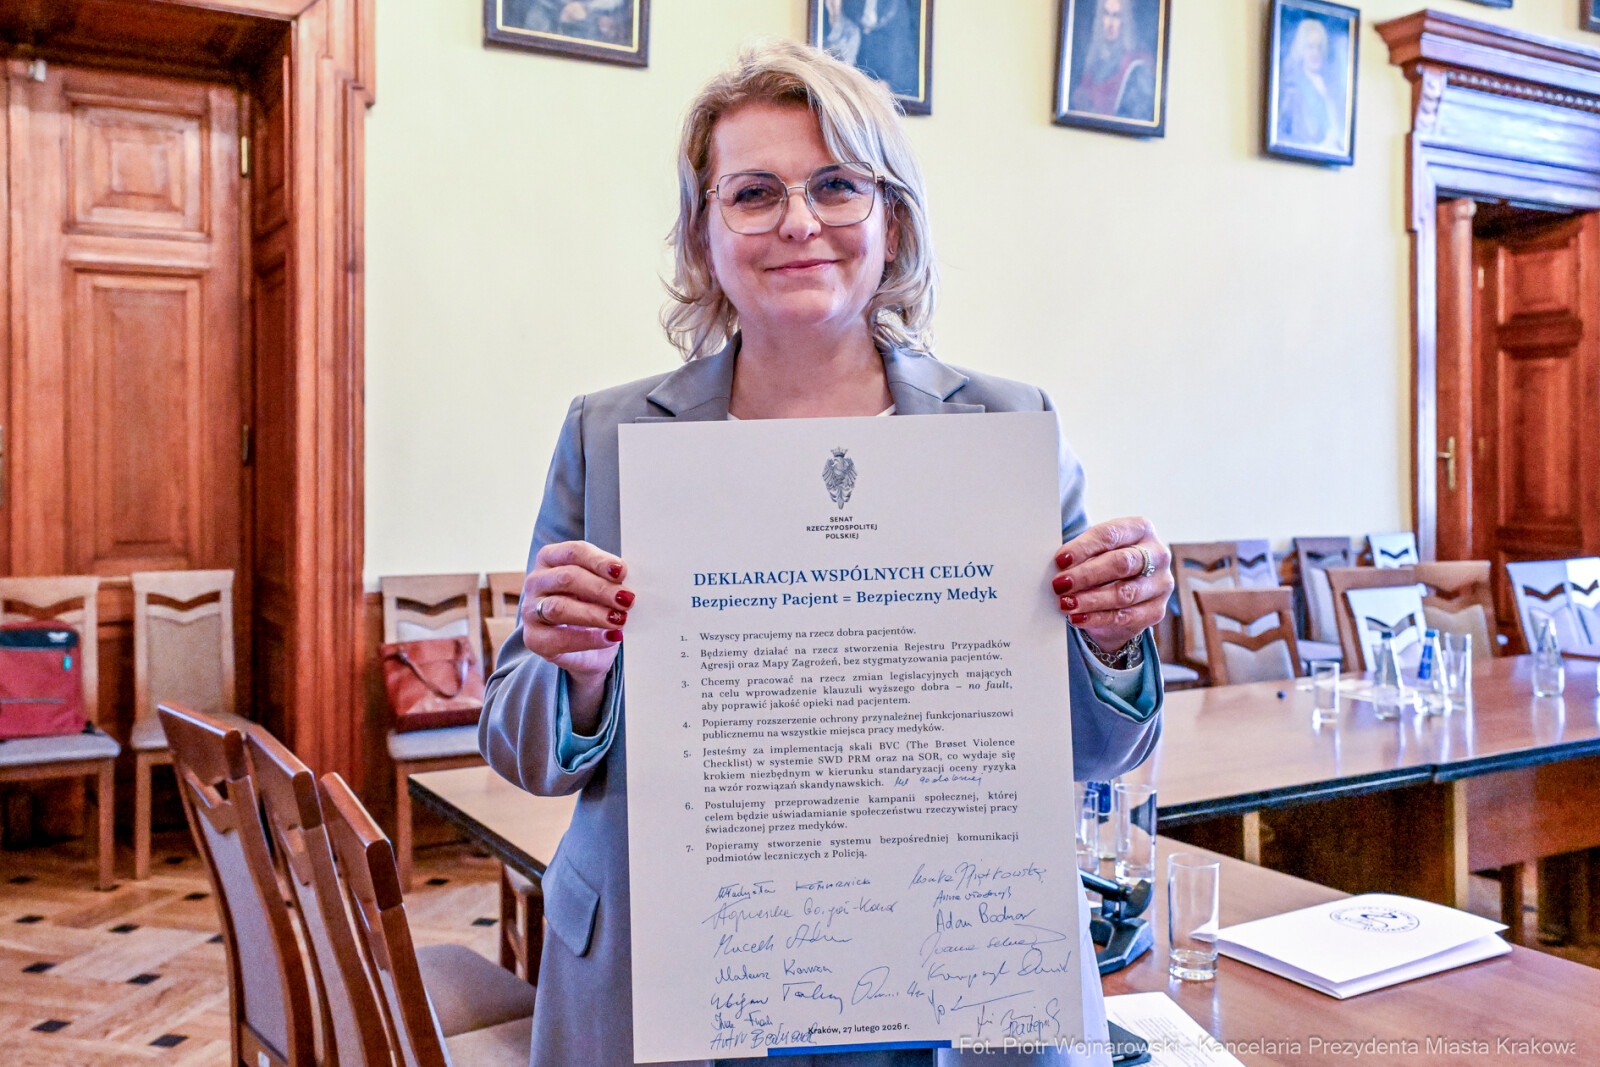 SENAT
RZECZYPOSPOLITEJ
POLSKIEJ
DEKLARACJA WSPÓLNYCH CELÓW
Bezpieczny Pacjent = Bezpieczny Medyk
1. Wszyscy pracujemy na rzecz dobra pacjentów.
2. Będziemy działać na rzecz stworzenia Rejestru Przypadków
Agresji oraz Mapy Zagrożeń, bez stygmatyzowania pacjentów.
3. Chcemy pracować na rzecz zmian legislacyjnych mających
na celu wprowadzenie klauzuli wyższego dobra – no fault,
aby poprawić jakość opieki nad pacjentem.
4. Popieramy rozszerzenie ochrony przynależnej funkcjonariuszowi
publicznemu na wszystkie miejsca pracy medyków.
5. Jesteśmy za implementacją skali BVC (The Brøset Violence
Checklist) w systemie SWD PRM oraz na SOR, co wydaje się
krokiem niezbędnym w kierunku standaryzacji oceny ryzyka
na wzór rozwiązań skandynawskich.
6. Postulujemy przeprowadzenie kampanii społecznej, której
celem będzie uświadamianie społeczeństwu rzeczywistej pracy
świadczonej przez medyków.
7. Popieramy stworzenie systemu bezpośredniej komunikacji
podmiotów leczniczych z Policją.
Adam Bodnar
Kraków, 27 lutego 2026 r.
Fot. Piotr Wojnarowski - Kancelaria Prezydenta Miasta Krakowa